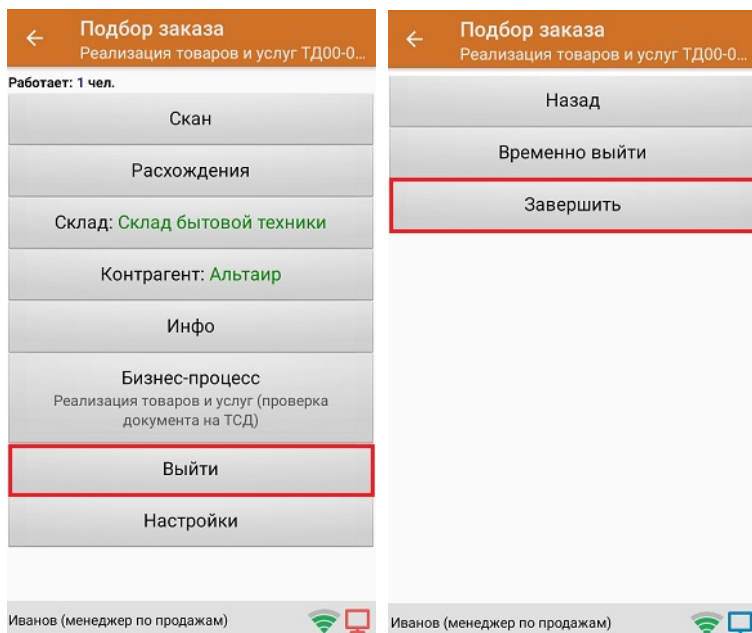 Подбор заказа
Реализация товаров и услуг ТД00-0...
Работает: 1 чел.
Скан
Расхождения
Склад: Склад бытовой техники
Контрагент: Альтаир
Инфо
Бизнес-процесс
Реализация товаров и услуг (проверка
документа на ТСД)
Выйти
Настройки
Иванов (менеджер по продажам)
Подбор заказа
Реализация товаров и услуг ТД00-0...
Назад
Временно выйти
Завершить
Иванов (менеджер по продажам)